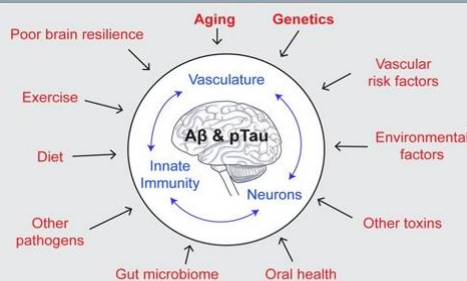 Aging
Genetics
Poor brain resilience
Vascular
risk factors
Exercise
Environmental
factors
Diet
Other toxins
Other
pathogens
Oral health
Gut microbiome
Vasculature
Aβ & pTau
Innate
Immunity
Neurons